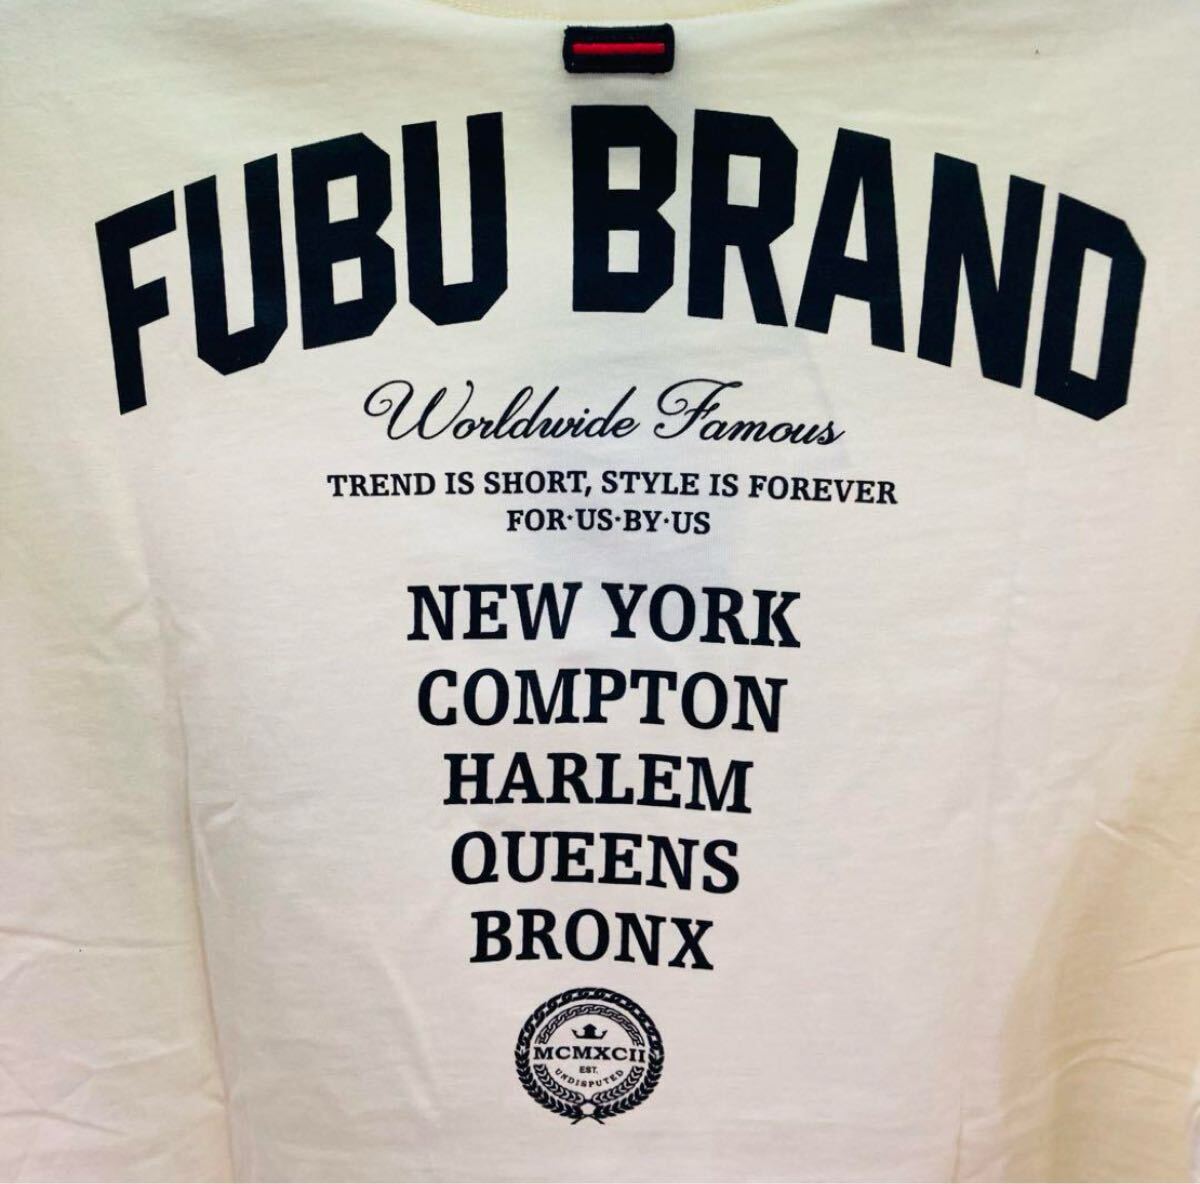 FUBU BRAND
Worldwide Famous
TREND IS SHORT, STYLE IS FOREVER
FOR·US·BY·US
NEW YORK
COMPTON
HARLEM
QUEENS
BRONX
MCMXCII
EST.
UNDISPUTED